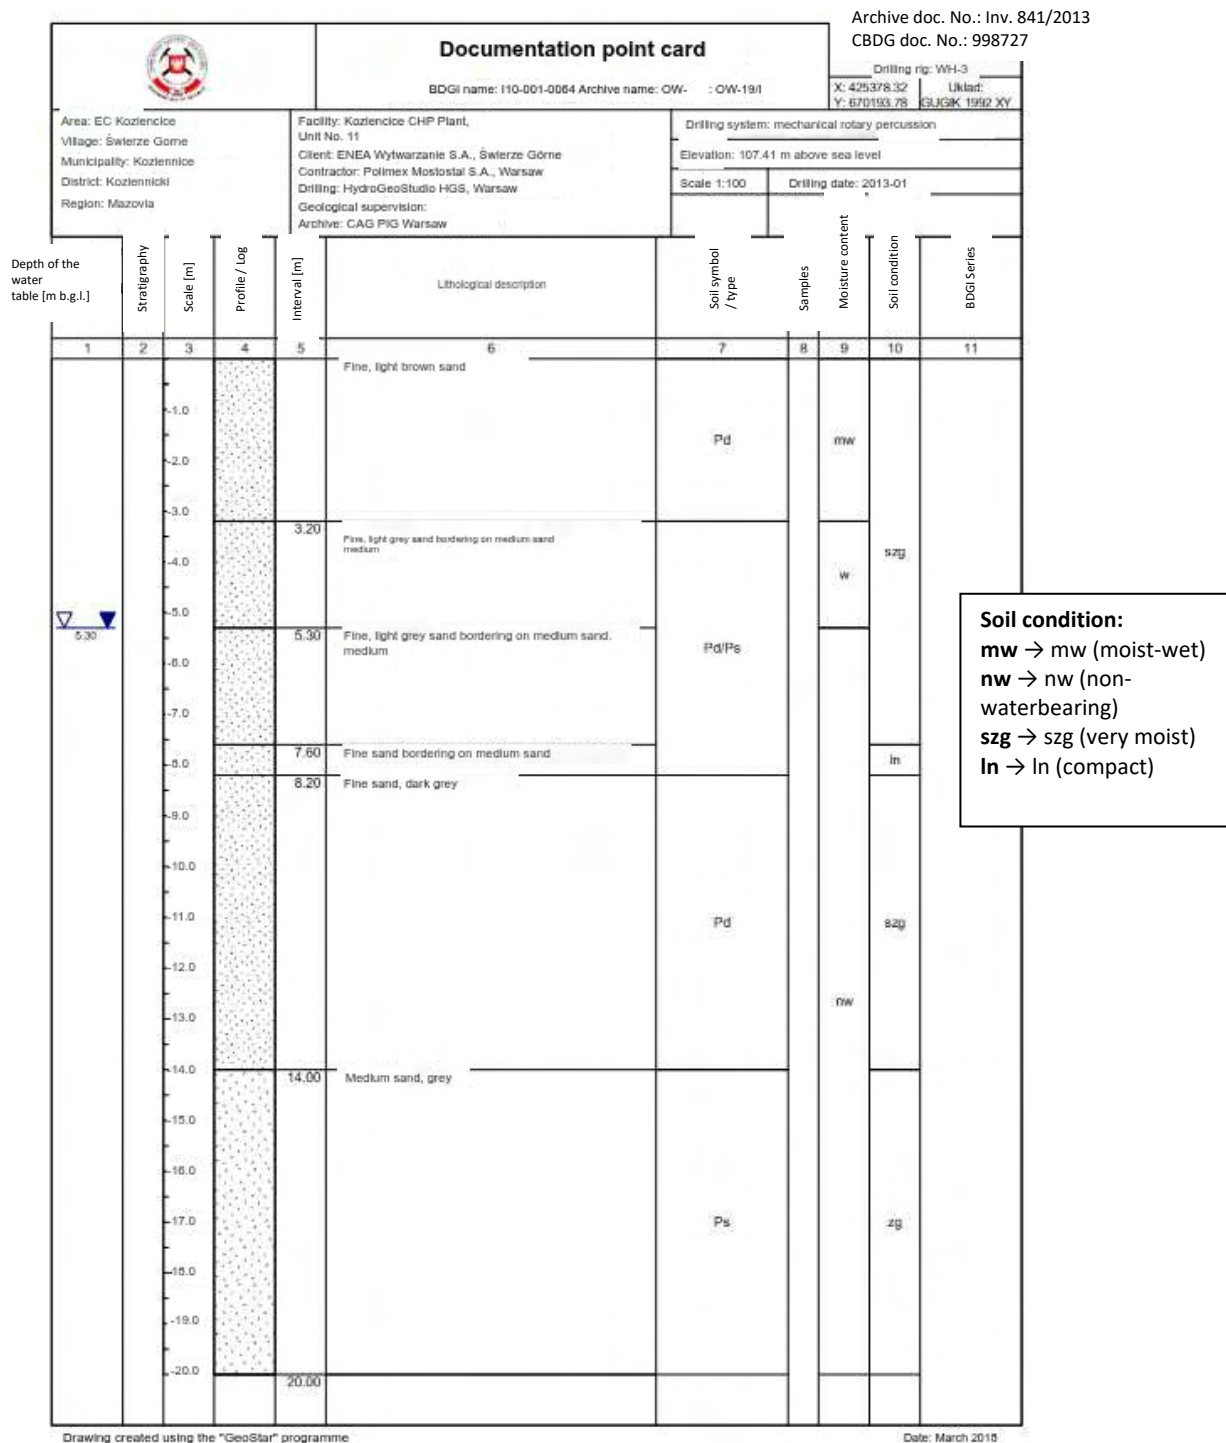 Archive doc. No.: Inv. 841/2013
CBDG doc. No.: 998727
Documentation point card
BDGI name: I10-001-0064 Archive name: OW- : OW-19/I
Drilling rig: WH-3
X: 425378.32 Układ:
Y: 670193.78 GUGIK 1992 XY
Area: EC Koziencice
Village: Świerze Gorne
Municipality: Koziennice
District: Koziennicki
Region: Mazovia
Facility: Kozlencice CHP Plant,
Unit No. 11
Client: ENEA Wytwarzanie S.A., Świerze Górne
Contractor: Polimex Mostostal S.A., Warsaw
Drilling: HydroGeoStudio HGS, Warsaw
Geological supervision:
Archive: CAG PIG Warsaw
Drilling system: mechanical rotary percussion
Elevation: 107.41 m above sea level
Scale 1:100 Drilling date: 2013-01
Depth of the
water
table [m b.g.l.]
Stratigraphy
Scale [m]
Profile / Log
Interval [m]
Lithological description
Soil symbol
/ type
Samples
Moisture content
Soil condition
BDGI Series
1 2 3 4 5 6 7 8 9 10 11
Fine, light brown sand
-1.0
Pd mw
-2.0
-3.0
3.20
Fine, light grey sand bordering on medium sand
medium
szg
-4.0
w
-5.0
5.30
5.30 Fine, light grey sand bordering on medium sand.
medium
Pd/Ps
-6.0
-7.0
7.60 Fine sand bordering on medium sand
-8.0
ln
8.20 Fine sand, dark grey
-9.0
-10.0
-11.0
Pd szg
-12.0
nw
-13.0
-14.0
14.00 Medium sand, grey
-15.0
-16.0
-17.0
Ps zg
-18.0
-19.0
-20.0
20.00
Soil condition:
mw → mw (moist-wet)
nw → nw (non-
waterbearing)
szg → szg (very moist)
ln → ln (compact)
Drawing created using the "GeoStar" programme
Date: March 2018